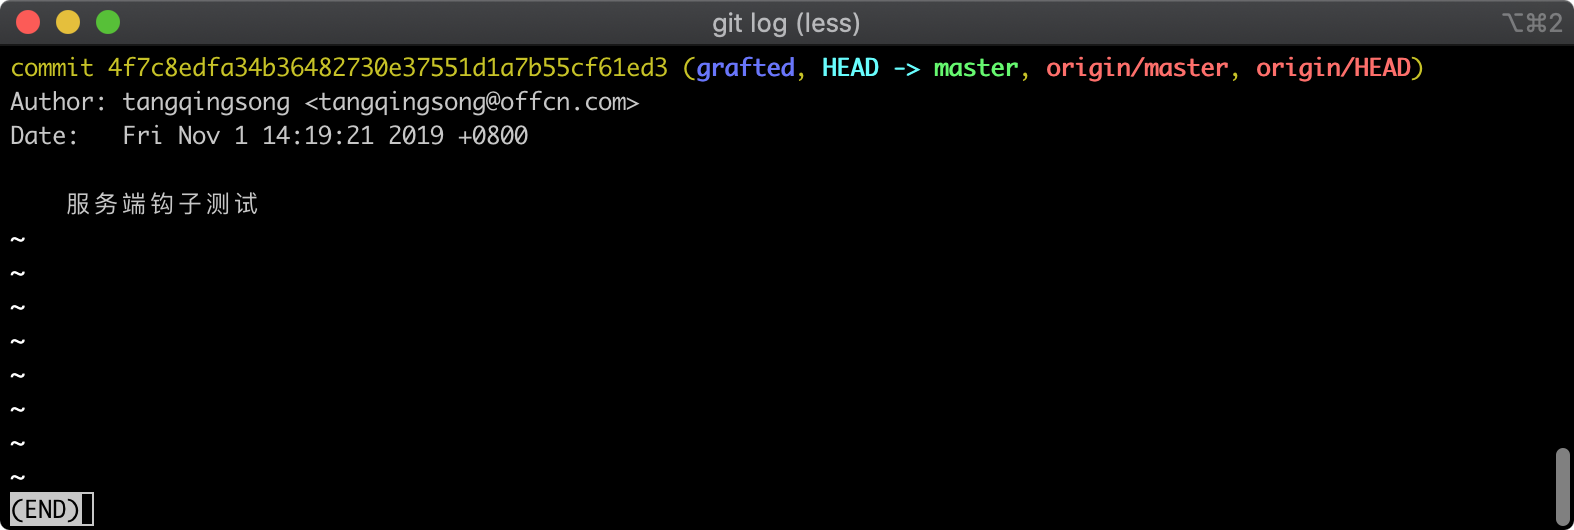 git log (less)
⌥⌘2
commit 4f7c8edfa34b36482730e37551d1a7b55cf61ed3 (grafted, HEAD -> master, origin/master, origin/HEAD)
Author: tangqingsong <tangqingsong@offcn.com>
Date:   Fri Nov 1 14:19:21 2019 +0800
服务端钩子测试
~
~
~
~
~
~
~
~
(END)